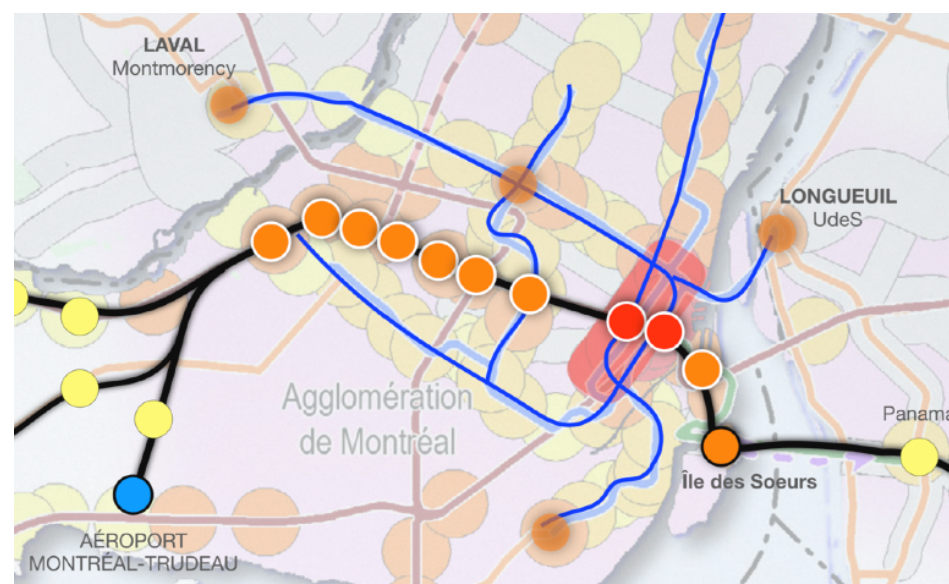 LAVAL
Montmorency
LONGUEUIL
UdeS
Agglomération
de Montréal
Panama
Île des Soeurs
AÉROPORT
MONTRÉAL-TRUDEAU